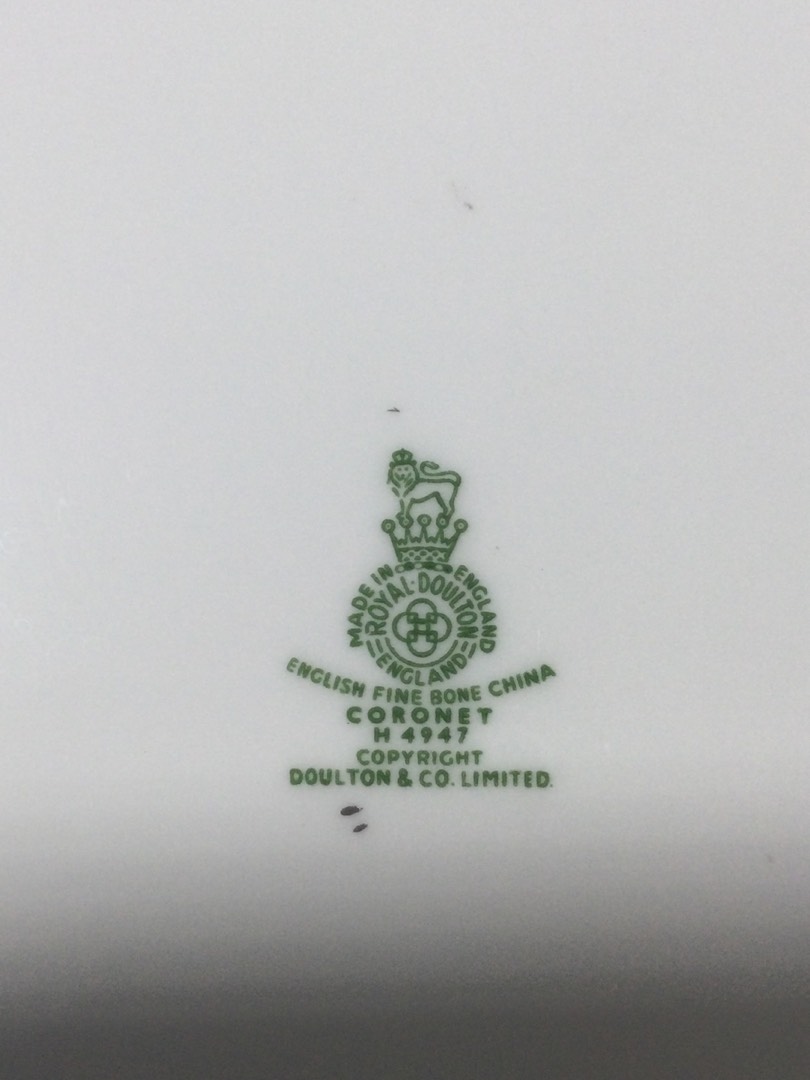 MADE IN ENGLAND
ROYAL·DOULTON
ENGLAND
ENGLISH FINE BONE CHINA
CORONET
H 4947
COPYRIGHT
DOULTON & CO. LIMITED.